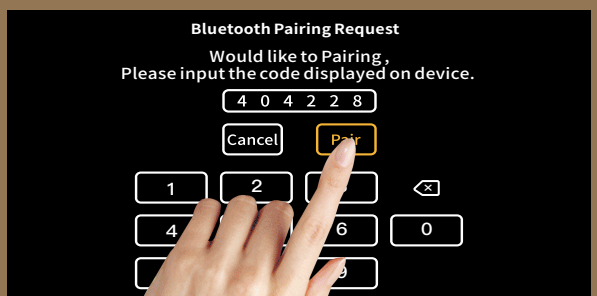 Bluetooth Pairing Request
Would like to Pairing ,
Please input the code displayed on device.
4 0 4 2 2 8
Cancel Pair
1 2
4 6 0
9